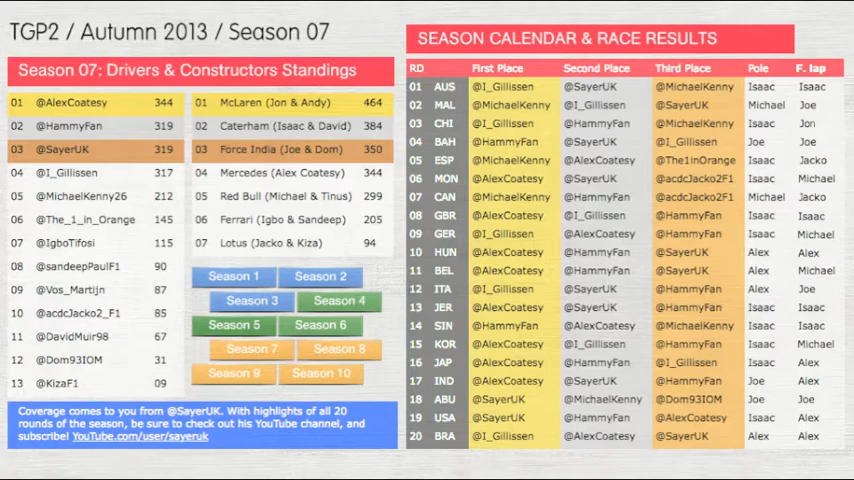 TGP2 / Autumn 2013 / Season 07
Season 07: Drivers & Constructors Standings
01 @AlexCoatesy 344
02 @HammyFan 319
03 @SayerUK 319
04 @I_Gillissen 317
05 @MichaelKenny26 212
06 @The_1_in_Orange 145
07 @IgboTifosi 115
08 @sandeepPaulF1 90
09 @Vos_Martijn 87
10 @acdcJacko2_F1 85
11 @DavidMuir98 67
12 @Dom93IOM 31
13 @KizaF1 09
01 McLaren (Jon & Andy) 464
02 Caterham (Isaac & David) 384
03 Force India (Joe & Dom) 350
04 Mercedes (Alex Coatesy) 344
05 Red Bull (Michael & Tinus) 299
06 Ferrari (Igbo & Sandeep) 205
07 Lotus (Jacko & Kiza) 94
Season 1 Season 2
Season 3 Season 4
Season 5 Season 6
Season 7 Season 8
Season 9 Season 10
Coverage comes to you from @SayerUK. With highlights of all 20
rounds of the season, be sure to check out his YouTube channel, and
subscribe! YouTube.com/user/sayeruk
SEASON CALENDAR & RACE RESULTS
RD First Place Second Place Third Place Pole F. lap
01 AUS @I_Gillissen @SayerUK @MichaelKenny Isaac Isaac
02 MAL @MichaelKenny @I_Gillissen @SayerUK Michael Joe
03 CHI @I_Gillissen @HammyFan @MichaelKenny Isaac Jon
04 BAH @HammyFan @SayerUK @I_Gillissen Joe Joe
05 ESP @MichaelKenny @AlexCoatesy @The1inOrange Isaac Jacko
06 MON @AlexCoatesy @SayerUK @acdcJacko2F1 Isaac Michael
07 CAN @MichaelKenny @HammyFan @acdcJacko2F1 Michael Jacko
08 GBR @AlexCoatesy @I_Gillissen @HammyFan Isaac Isaac
09 GER @I_Gillissen @AlexCoatesy @HammyFan Isaac Michael
10 HUN @AlexCoatesy @HammyFan @SayerUK Alex Alex
11 BEL @AlexCoatesy @HammyFan @SayerUK Alex Michael
12 ITA @I_Gillissen @SayerUK @HammyFan Alex Joe
13 JER @AlexCoatesy @SayerUK @HammyFan Isaac Isaac
14 SIN @HammyFan @AlexCoatesy @MichaelKenny Isaac Isaac
15 KOR @AlexCoatesy @I_Gillissen @HammyFan Isaac Michael
16 JAP @AlexCoatesy @HammyFan @I_Gillissen Isaac Alex
17 IND @AlexCoatesy @HammyFan @SayerUK Joe Alex
18 ABU @SayerUK @MichaelKenny @Dom93IOM Joe Joe
19 USA @SayerUK @HammyFan @AlexCoatesy Isaac Alex
20 BRA @I_Gillissen @AlexCoatesy @SayerUK Alex Alex